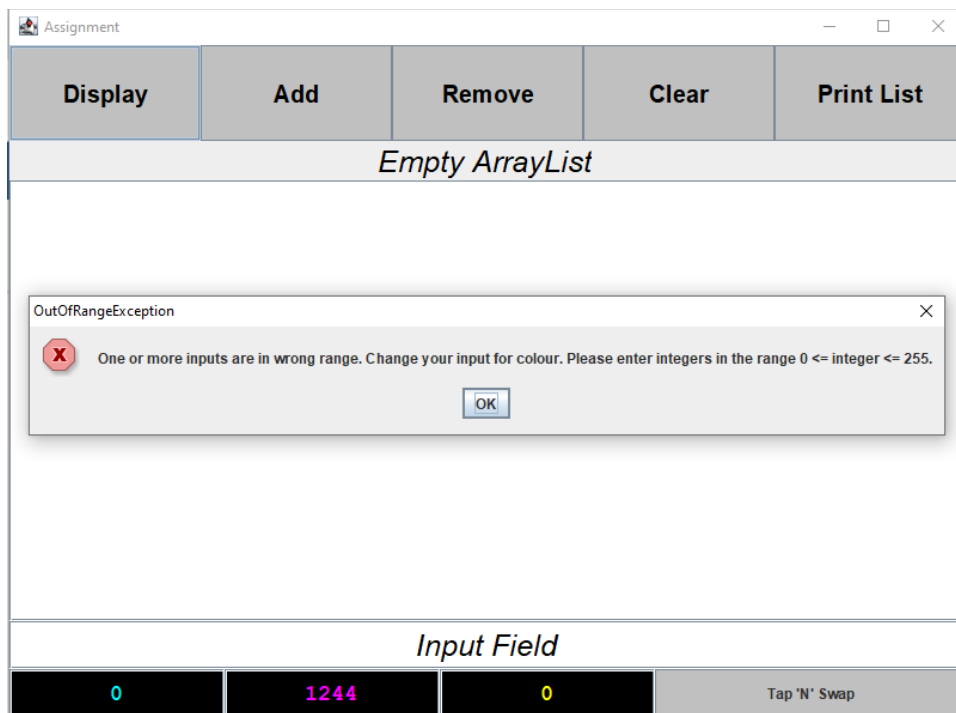 Assignment
Display Add Remove Clear Print List
Empty ArrayList
OutOfRangeException
X One or more inputs are in wrong range. Change your input for colour. Please enter integers in the range 0 <= integer <= 255.
OK
Input Field
0 1244 0 Tap 'N' Swap